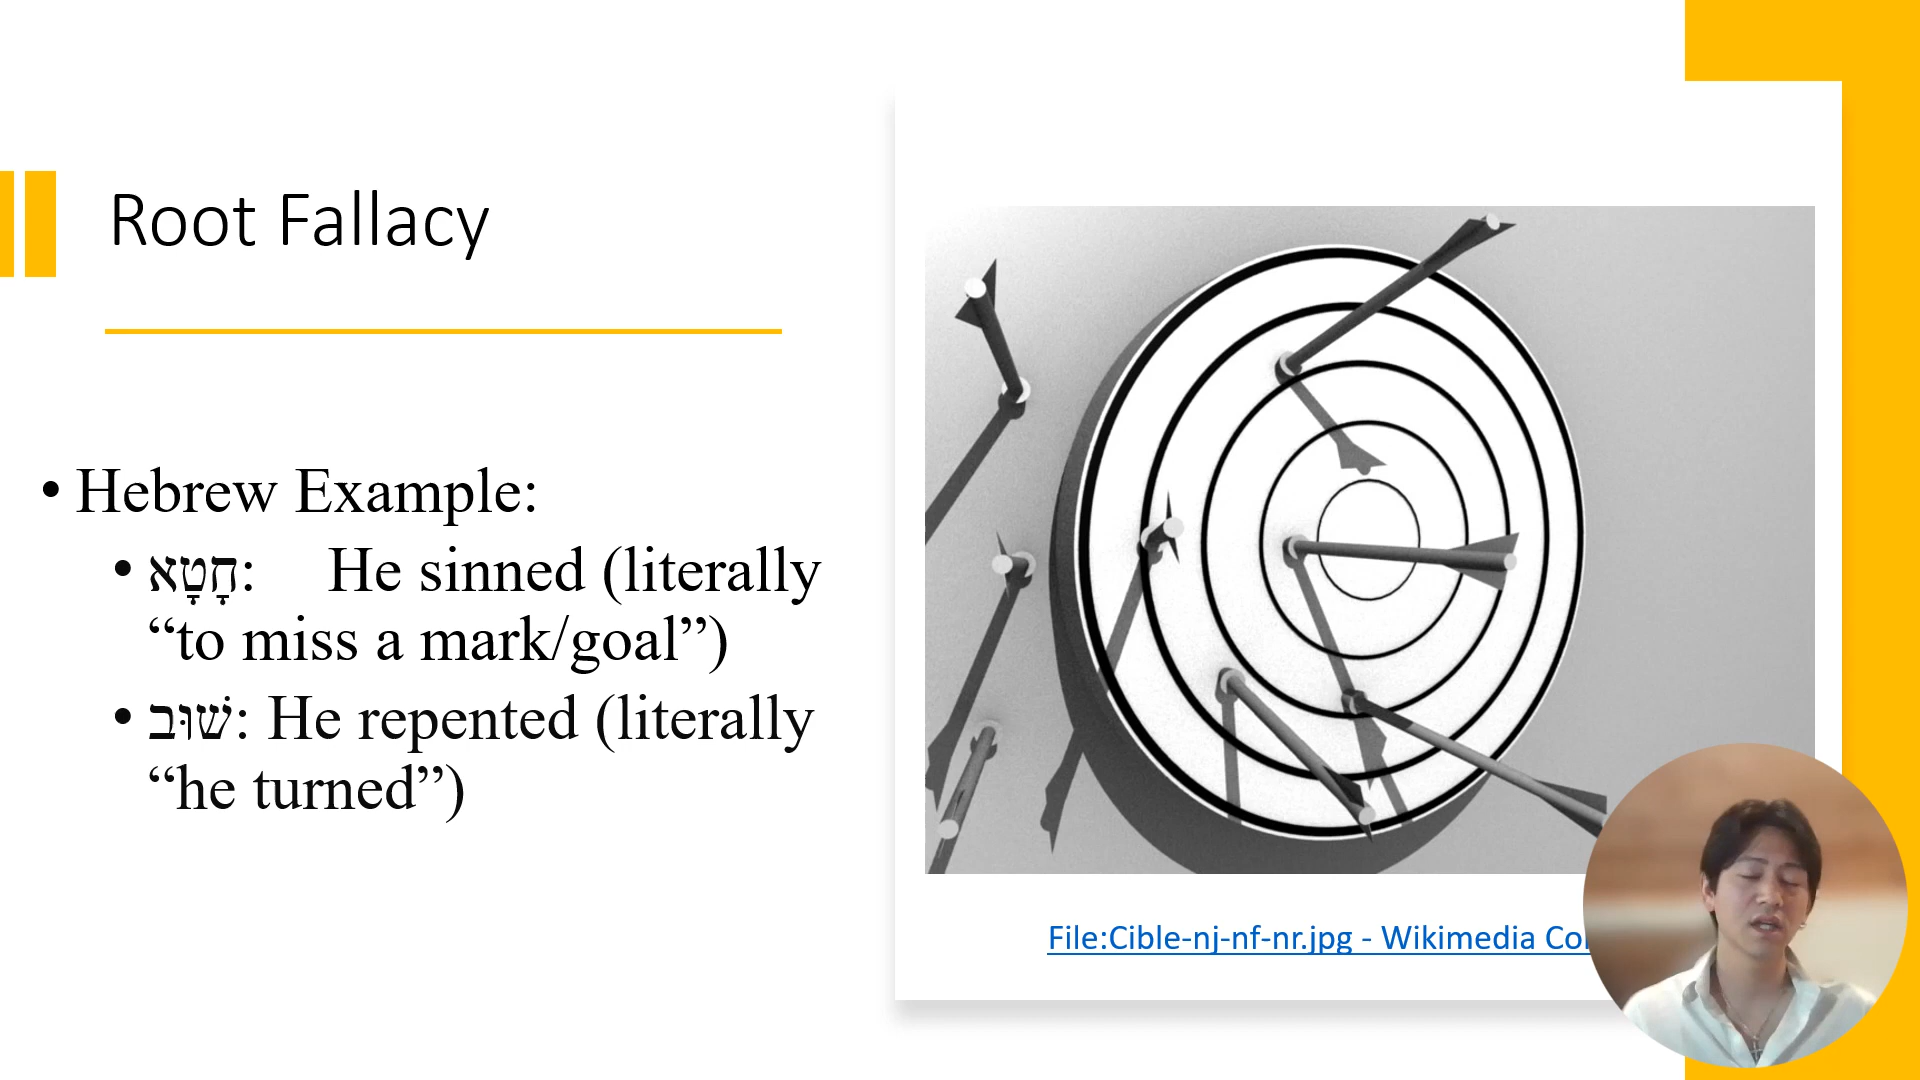 Root Fallacy
• Hebrew Example:
• חָטָא: He sinned (literally
“to miss a mark/goal”)
• שׁוּב: He repented (literally
“he turned”)
File:Cible-nj-nf-nr.jpg - Wikimedia